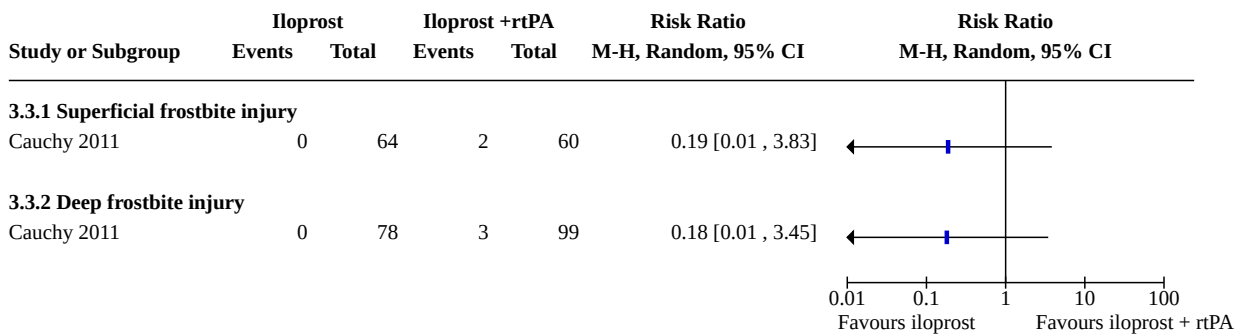 Iloprost Iloprost +rtPA Risk Ratio Risk Ratio
Study or Subgroup Events Total Events Total M-H, Random, 95% CI M-H, Random, 95% CI
3.3.1 Superficial frostbite injury
Cauchy 2011 0 64 2 60 0.19 [0.01 , 3.83]
3.3.2 Deep frostbite injury
Cauchy 2011 0 78 3 99 0.18 [0.01 , 3.45]
0.01 0.1 1 10 100
Favours iloprost Favours iloprost + rtPA